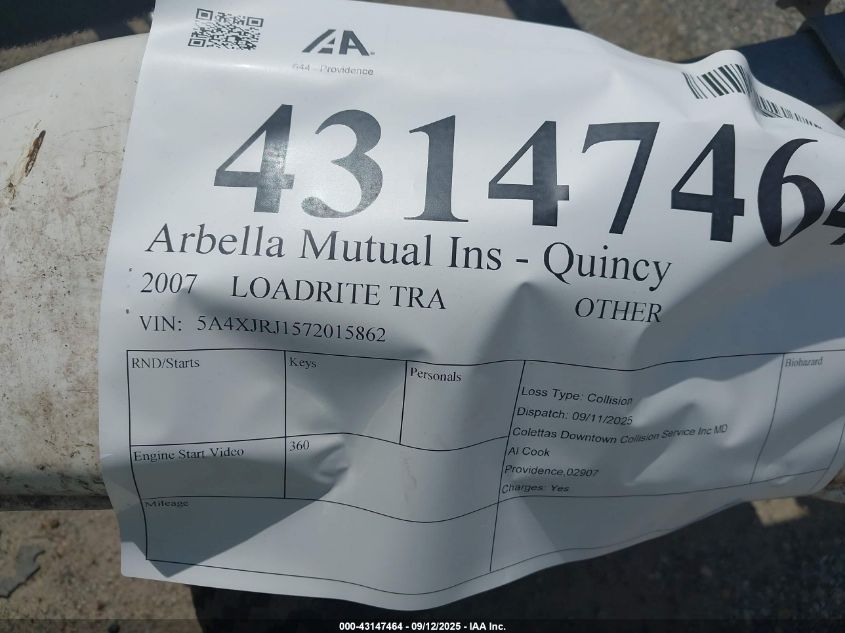 IAA
644 - Providence
43147464
Arbella Mutual Ins - Quincy
2007 LOADRITE TRA OTHER
VIN: 5A4XJRJ1572015862
RND/Starts Keys Personals Biohazard
Loss Type: Collision
Dispatch: 09/11/2025
Colettas Downtown Collision Service Inc MD
Engine Start Video 360
Al Cook
Providence,02907
Charges: Yes
Mileage
000-43147464 - 09/12/2025 - IAA Inc.